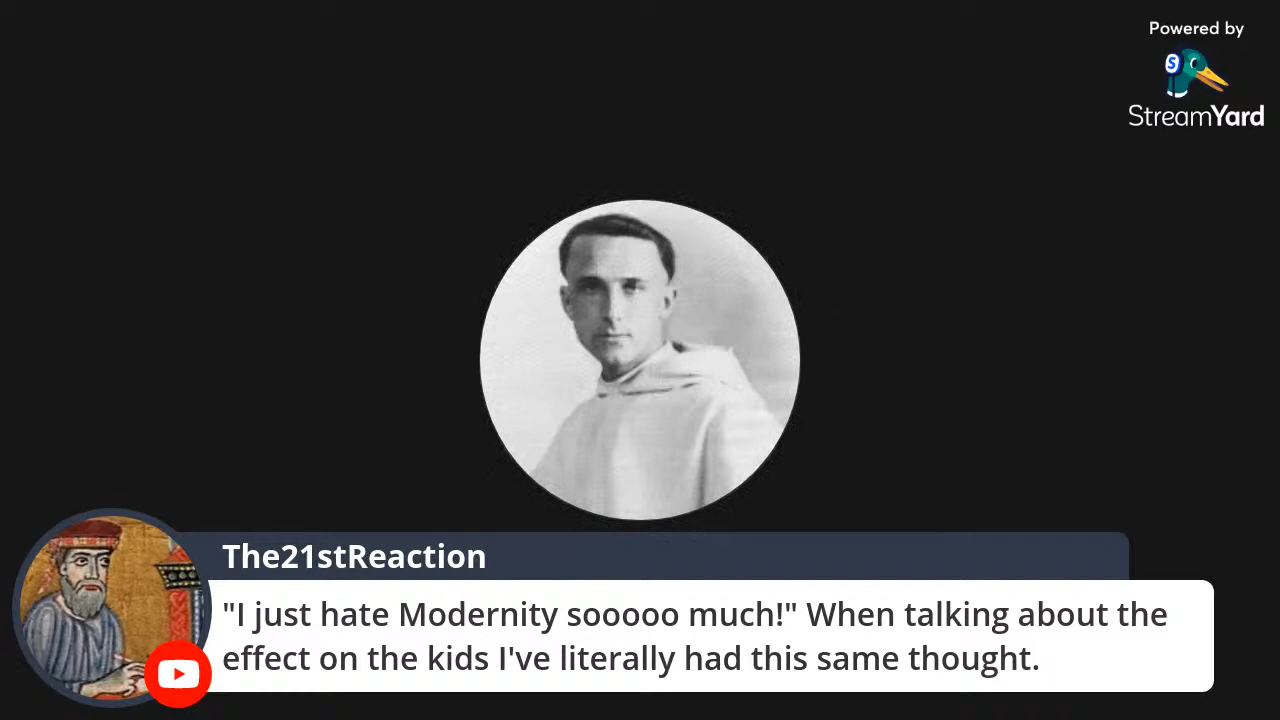 Powered by
StreamYard
The21stReaction
"I just hate Modernity sooooo much!" When talking about the
effect on the kids I've literally had this same thought.